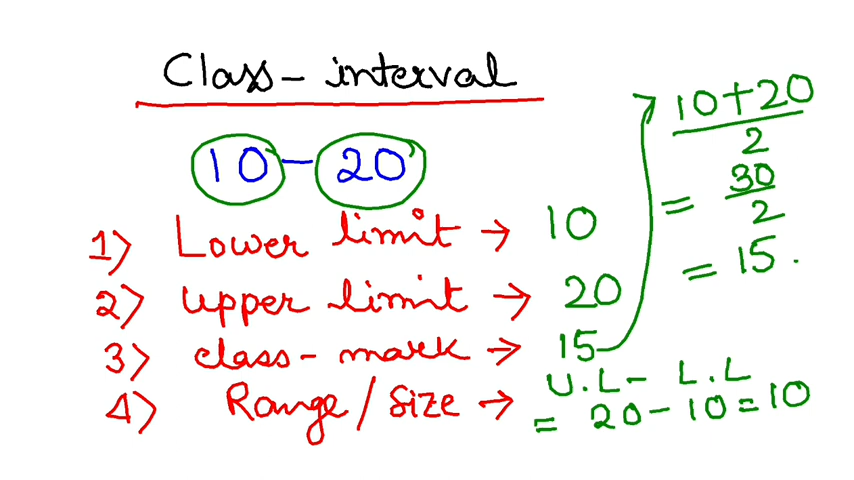 Class - interval
10 - 20
1) Lower limit → 10
2) upper limit → 20
3) class - mark → 15
4) Range / Size → U.L - L.L
= 20 - 10 = 10
10+20
2
= 30
2
= 15.